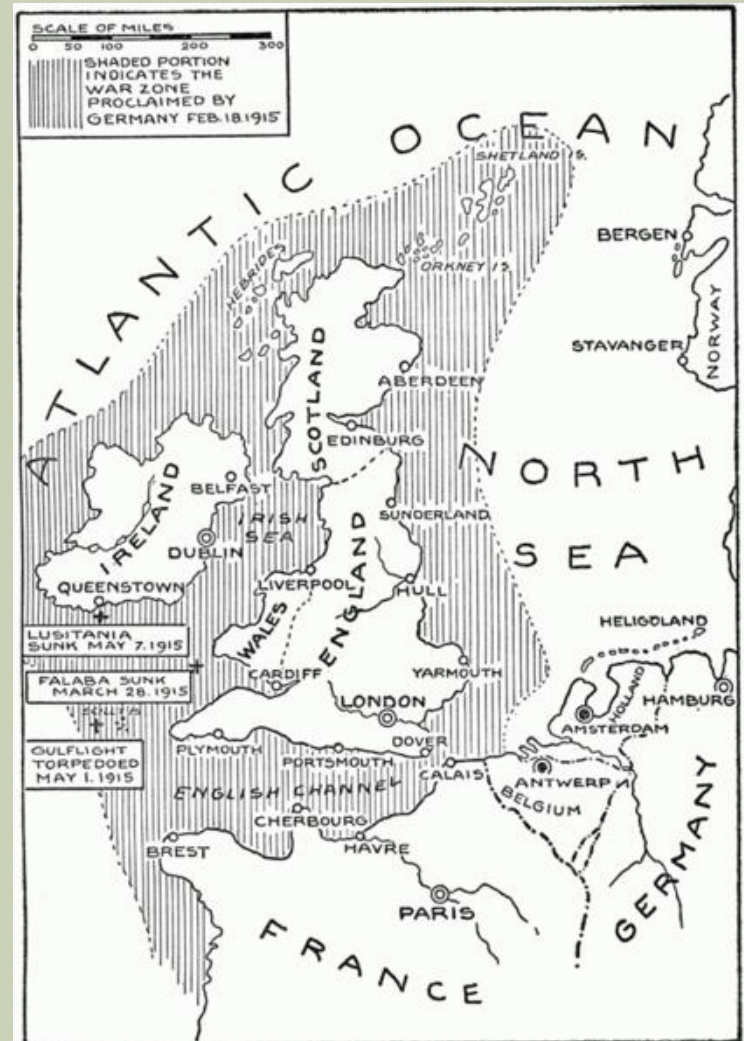 SCALE OF MILES
0 50 100 200 300
SHADED PORTION
INDICATES THE
WAR ZONE
PROCLAIMED BY
GERMANY FEB.18.1915
ATLANTIC OCEAN
SHETLAND IS.
ORKNEY IS.
HEBRIDES
BERGEN
STAVANGER
NORWAY
SCOTLAND
ABERDEEN
EDINBURG
NORTH
SEA
IRELAND
BELFAST
IRISH
SEA
DUBLIN
QUEENSTOWN
SUNDERLAND
LIVERPOOL
ENGLAND
HULL
WALES
HELIGOLAND
LUSITANIA
SUNK MAY 7.1915
FALABA SUNK
MARCH 28.1915
SCILLY IS
GULFLIGHT
TORPEDOED
MAY 1.1915
CARDIFF
YARMOUTH
LONDON
HOLLAND
HAMBURG
AMSTERDAM
PLYMOUTH
PORTSMOUTH
DOVER
CALAIS
ANTWERP
BELGIUM
ENGLISH CHANNEL
CHERBOURG
BREST
HAVRE
PARIS
GERMANY
FRANCE